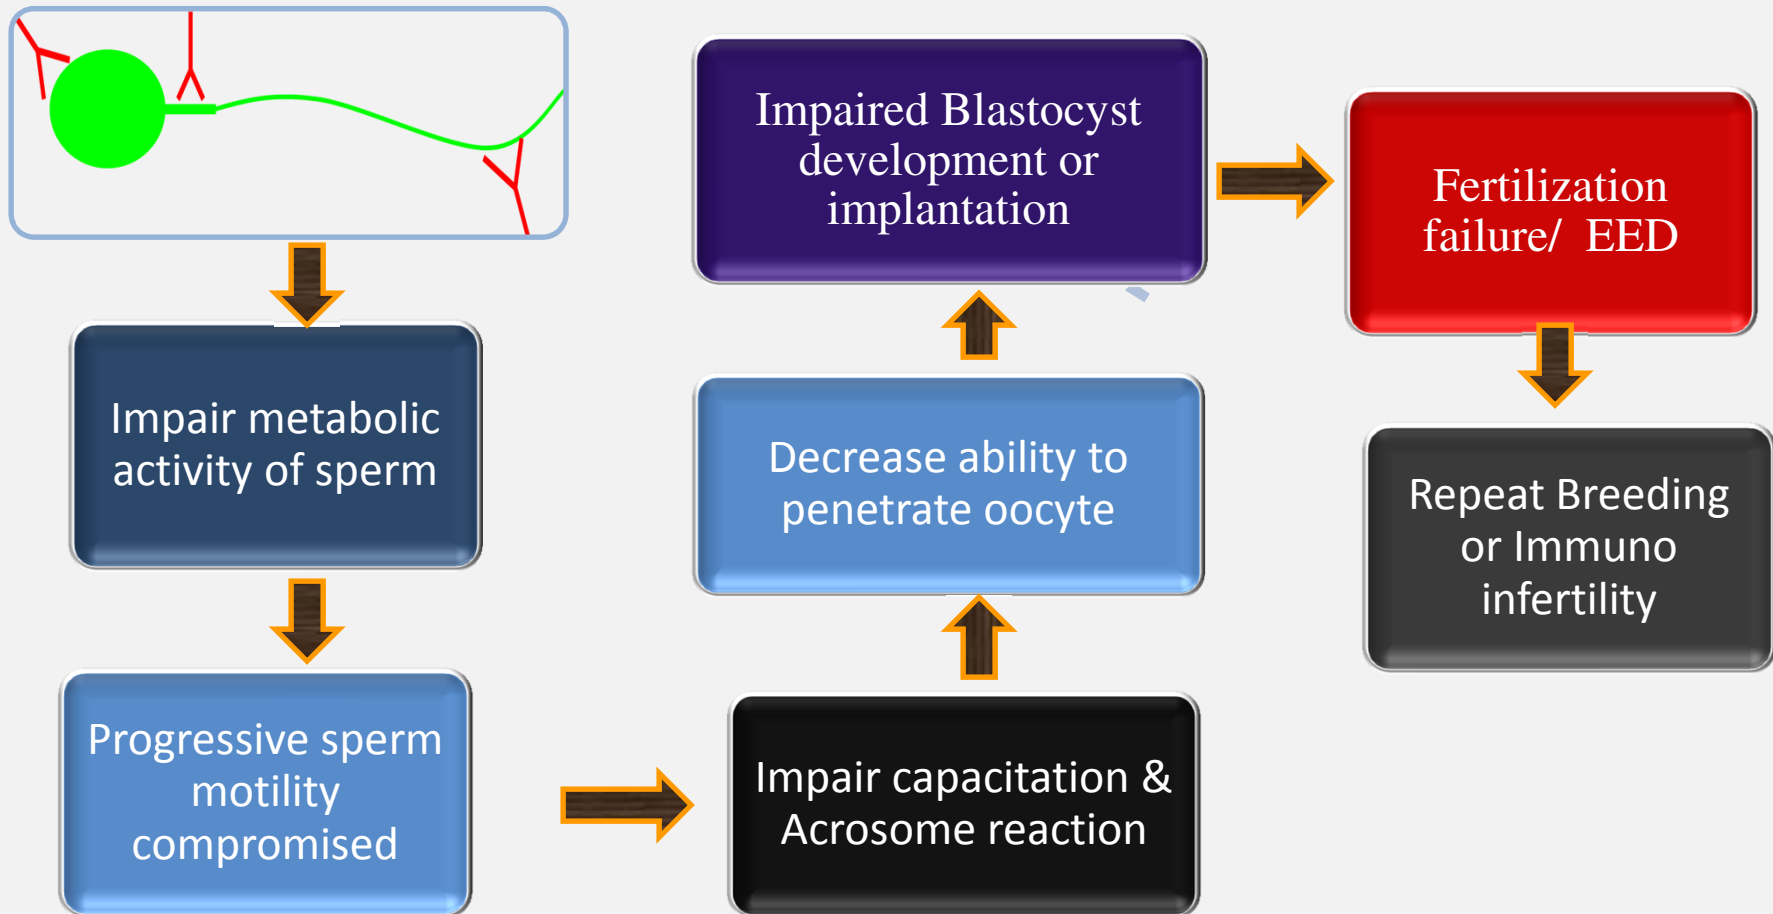 Impair metabolic
activity of sperm
Progressive sperm
motility
compromised
Impair capacitation &
Acrosome reaction
Decrease ability to
penetrate oocyte
Impaired Blastocyst
development or
implantation
Fertilization
failure/ EED
Repeat Breeding
or Immuno
infertility